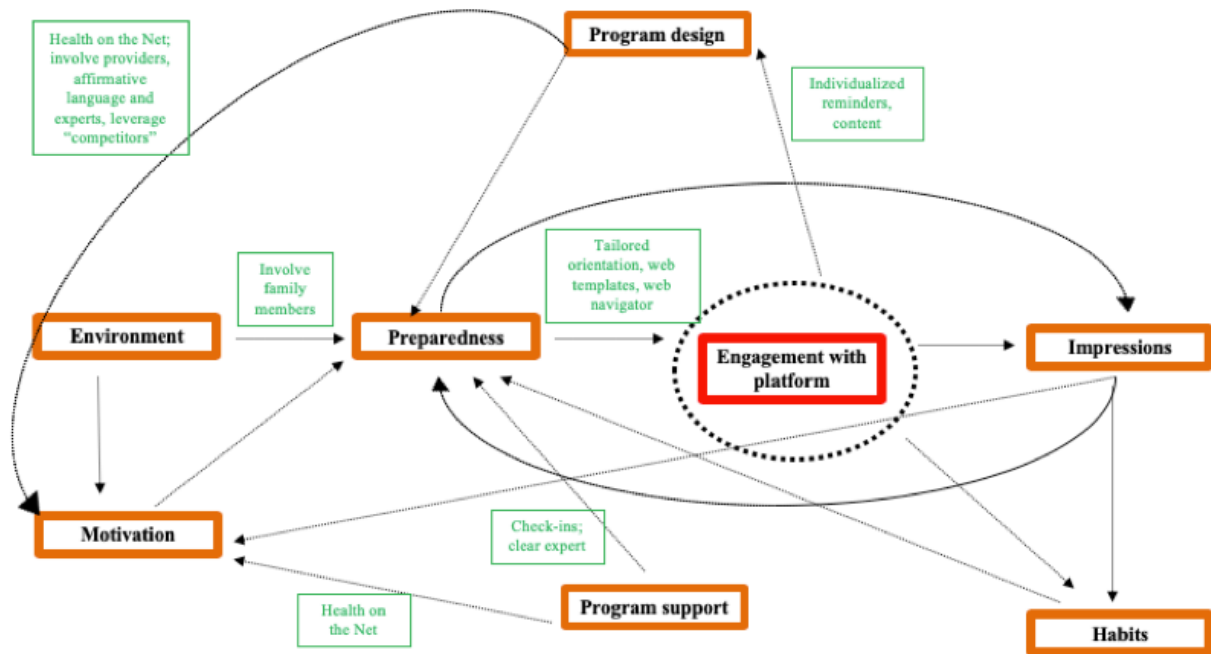 Health on the Net;
involve providers,
affirmative
language and
experts, leverage
“competitors”
Program design
Individualized
reminders,
content
Involve
family
members
Tailored
orientation, web
templates, web
navigator
Environment
Preparedness
Engagement with
platform
Impressions
Motivation
Check-ins;
clear expert
Health on
the Net
Program support
Habits